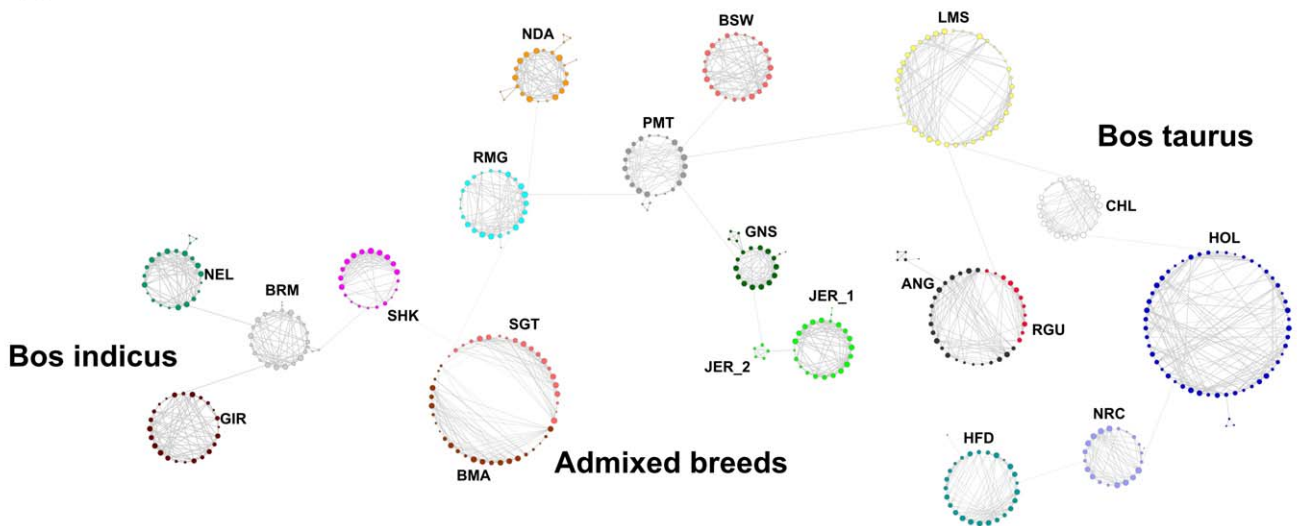 BSW
LMS
NDA
PMT
Bos taurus
RMG
CHL
GNS
HOL
NEL
BRM
ANG
JER_1
SHK
SGT
RGU
Bos indicus
JER_2
GIR
NRC
HFD
Admixed breeds
BMA